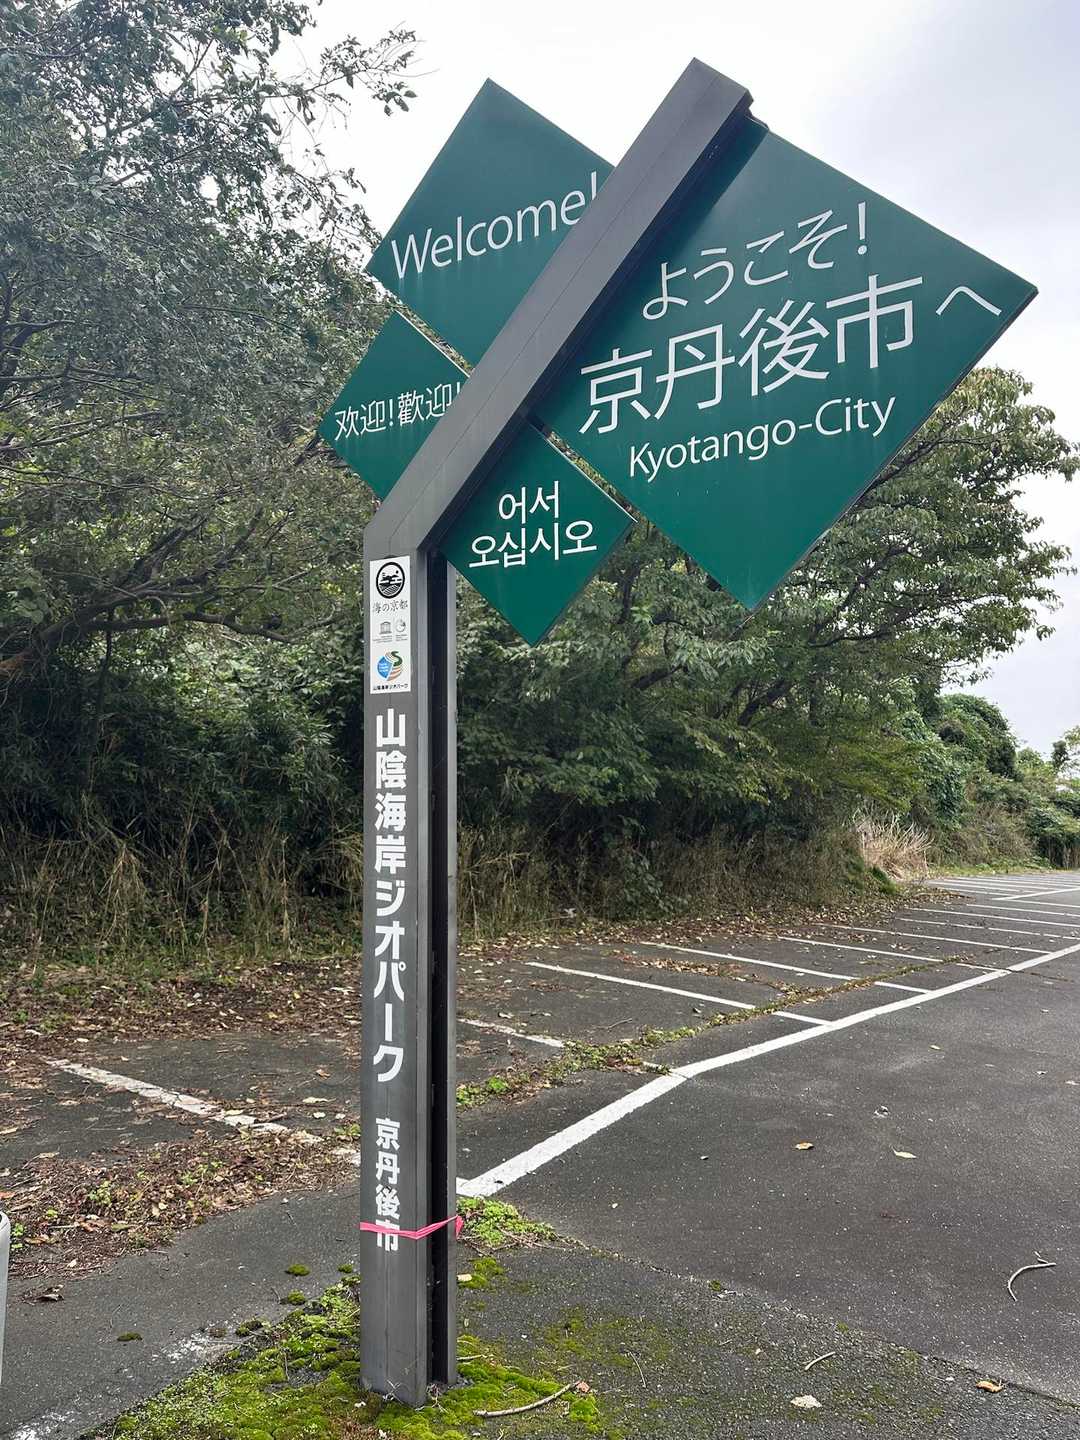 Welcome!
ようこそ!
京丹後市へ
Kyotango-City
欢迎!歡迎!
어서
오십시오
海の京都
山陰海岸ジオパーク
山陰海岸ジオパーク
京丹後市